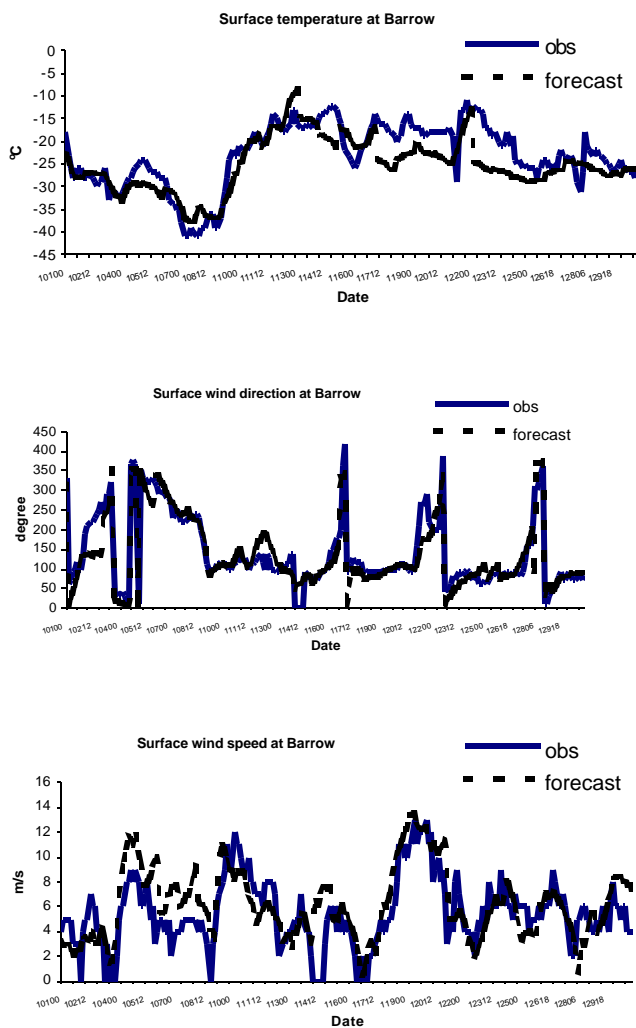 Surface temperature at Barrow
obs
forecast
0
-5
-10
-15
-20
-25
-30
-35
-40
-45
°C
10100 10212 10400 10512 10700 10812 11000 11112 11300 11412 11600 11712 11900 12012 12200 12312 12500 12618 12806 12918
Date
Surface wind direction at Barrow
obs
forecast
450
400
350
300
250
200
150
100
50
0
degree
10100 10212 10400 10512 10700 10812 11000 11112 11300 11412 11600 11712 11900 12012 12200 12312 12500 12618 12806 12918
Date
Surface wind speed at Barrow
obs
forecast
16
14
12
10
8
6
4
2
0
m/s
10100 10212 10400 10512 10700 10812 11000 11112 11300 11412 11600 11712 11900 12012 12200 12312 12500 12618 12806 12918
Date